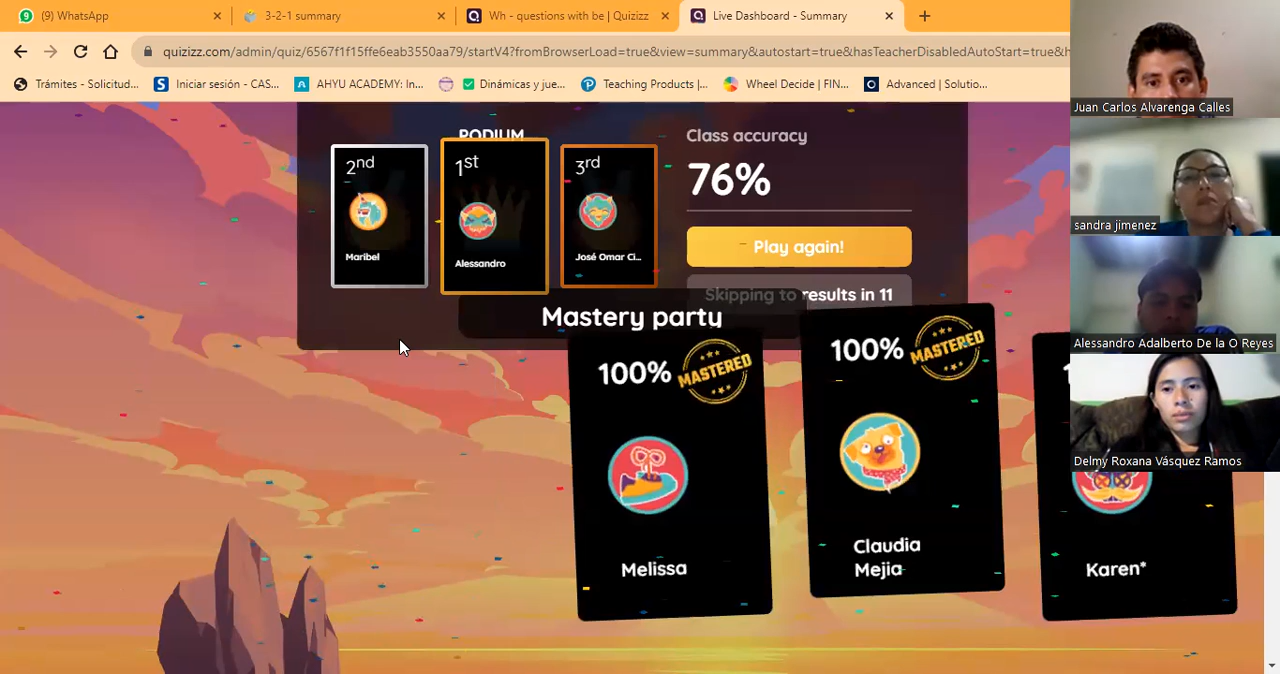 (9) WhatsApp
3-2-1 summary
Wh - questions with be | Quizizz
Live Dashboard - Summary
quizizz.com/admin/quiz/6567f1f15ffe6eab3550aa79/startV4?fromBrowserLoad=true&view=summary&autostart=true&hasTeacherDisabledAutoStart=true&h
Trámites - Solicitud...
Iniciar sesión - CAS...
AHYU ACADEMY: In...
Dinámicas y jue...
Teaching Products |...
Wheel Decide | FIN...
Advanced | Solutio...
PODIUM
2nd
Maribel
1st
Alessandro
3rd
José Omar Ci...
Class accuracy
76%
Play again!
Skipping to results in 11
Mastery party
100%
MASTERED
Melissa
100%
MASTERED
Claudia
Mejia
Karen*
Juan Carlos Alvarenga Calles
sandra jimenez
Alessandro Adalberto De la O Reyes
Delmy Roxana Vásquez Ramos